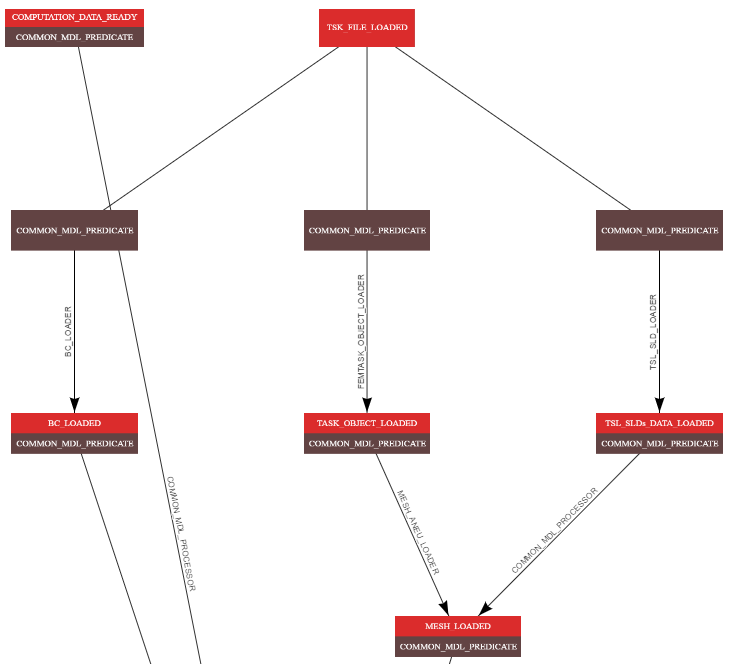 COMPUTATION_DATA_READY
COMMON_MDL_PREDICATE
TSK_FILE_LOADED
COMMON_MDL_PREDICATE
COMMON_MDL_PREDICATE
COMMON_MDL_PREDICATE
BC_LOADER
FEMTASK_OBJECT_LOADER
TSL_SLD_LOADER
BC_LOADED
COMMON_MDL_PREDICATE
TASK_OBJECT_LOADED
COMMON_MDL_PREDICATE
TSL_SLDs_DATA_LOADED
COMMON_MDL_PREDICATE
COMMON_MDL_PROCESSOR
MESH_ANEU_LOADER
COMMON_MDL_PROCESSOR
MESH_LOADED
COMMON_MDL_PREDICATE